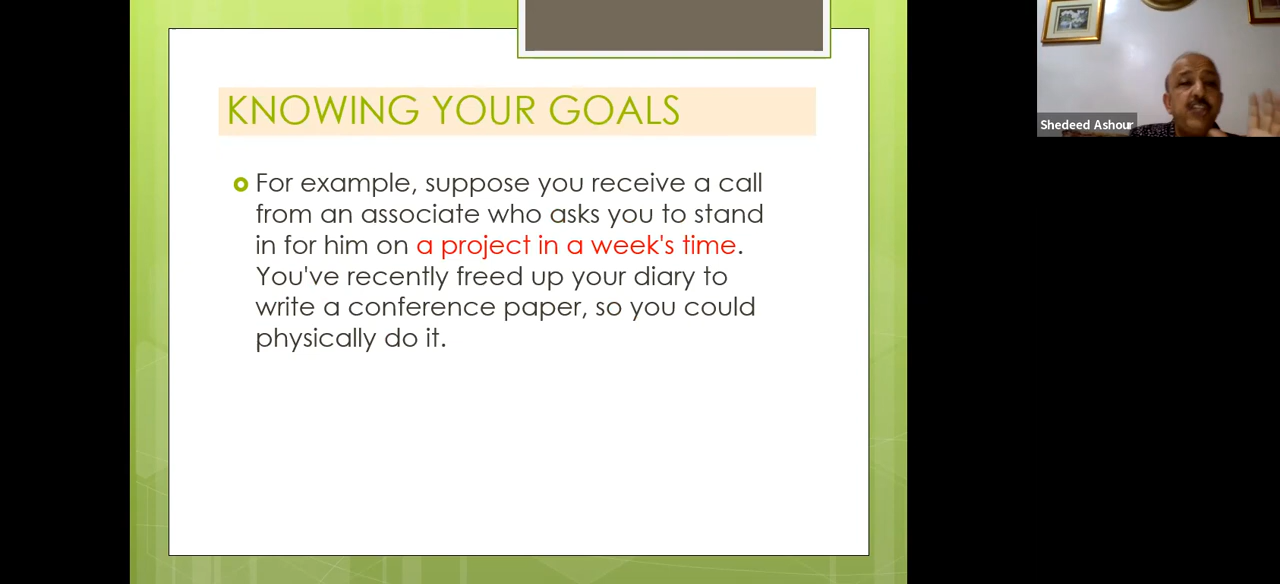 KNOWING YOUR GOALS
For example, suppose you receive a call
from an associate who asks you to stand
in for him on a project in a week's time.
You've recently freed up your diary to
write a conference paper, so you could
physically do it.
Shedeed Ashour